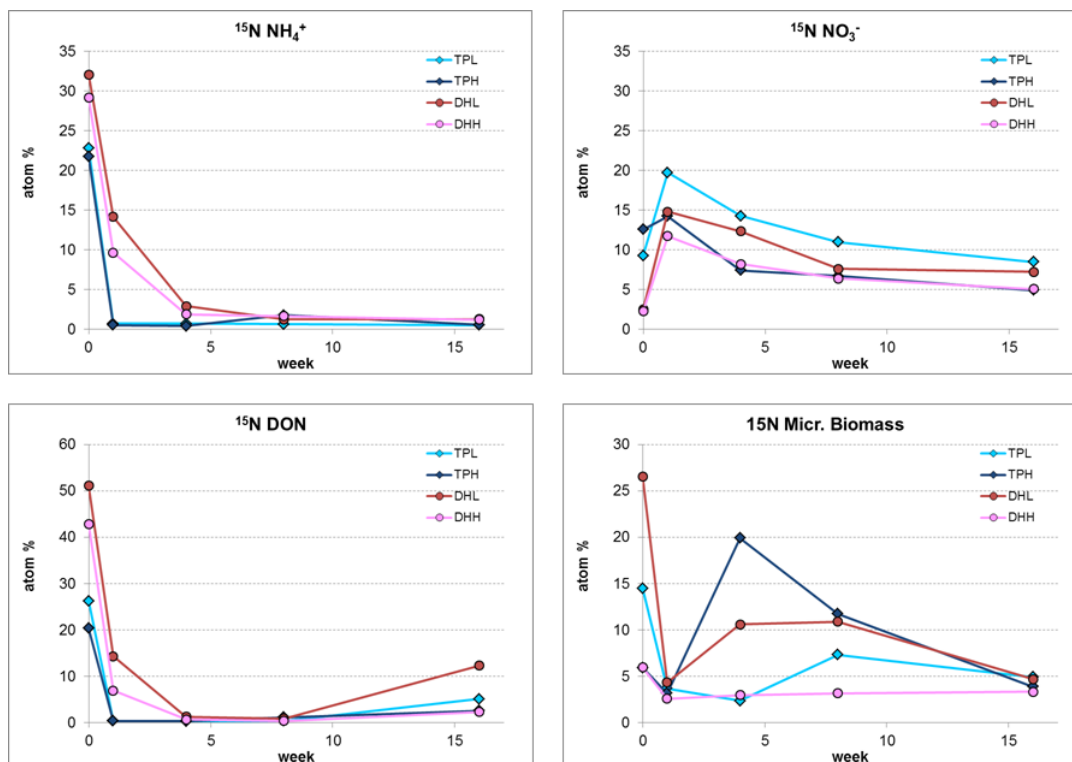 ¹⁵N NH₄⁺
35
30
25
20
15
10
5
0
atom %
0 5 10 15
week
TPL
TPH
DHL
DHH
¹⁵N NO₃⁻
35
30
25
20
15
10
5
0
atom %
0 5 10 15
week
TPL
TPH
DHL
DHH
¹⁵N DON
60
50
40
30
20
10
0
atom %
0 5 10 15
week
TPL
TPH
DHL
DHH
15N Micr. Biomass
30
25
20
15
10
5
0
atom %
0 5 10 15
week
TPL
TPH
DHL
DHH